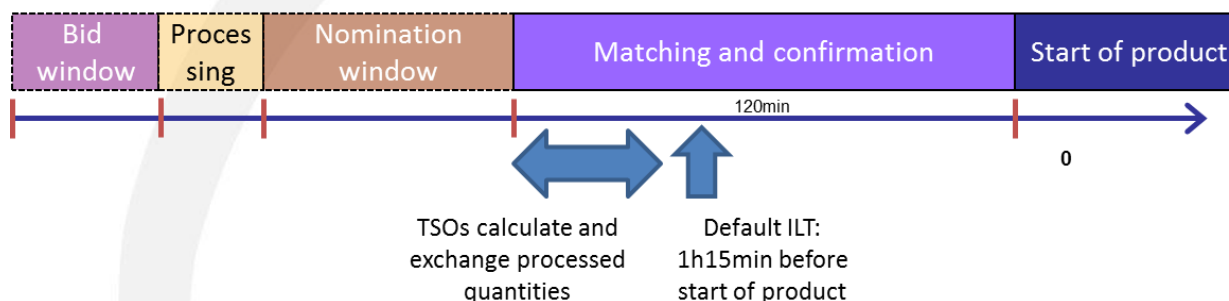 Bid
window
Proces
sing
Nomination
window
Matching and confirmation
Start of product
120min
0
TSOs calculate and
exchange processed
quantities
Default ILT:
1h15min before
start of product